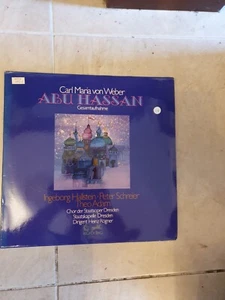 Carl Maria von Weber
ABU HASSAN
Gesamtaufnahme
Ingeborg Hallstein · Peter Schreier
Theo Adam
Chor der Staatsoper Dresden
Staatskapelle Dresden
Dirigent: Heinz Rögner